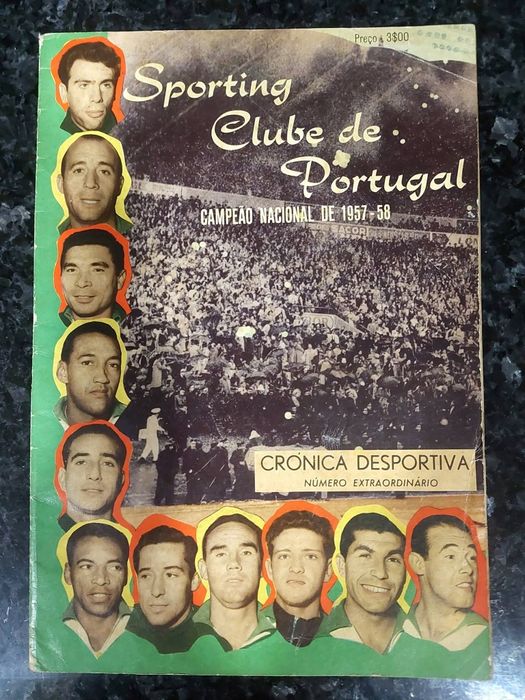 Preço 3$00
Sporting
Clube de
Portugal
CAMPEÃO NACIONAL DE 1957-58
CRÓNICA DESPORTIVA
NÚMERO EXTRAORDINÁRIO